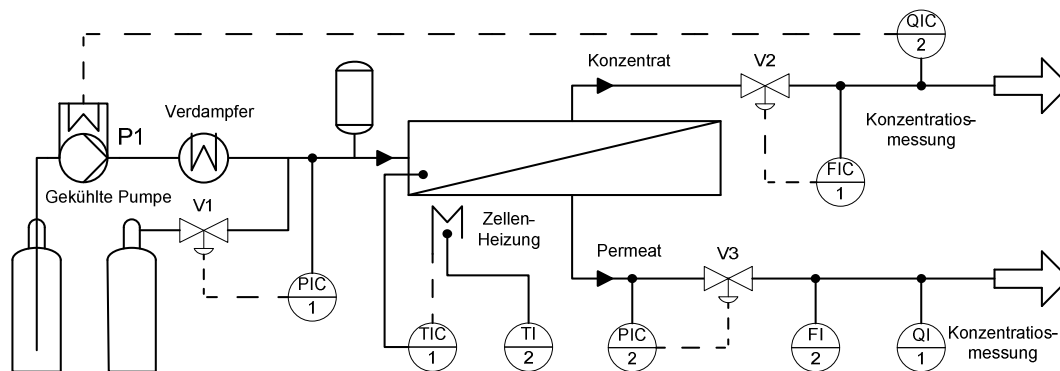 QIC
2
Konzentrat
V2
Verdampfer
P1
Konzentratios-
messung
Gekühlte Pumpe
FIC
1
V1
Zellen-
Heizung
Permeat
V3
PIC
1
TIC
1
TI
2
PIC
2
FI
2
QI
1
Konzentratios-
messung